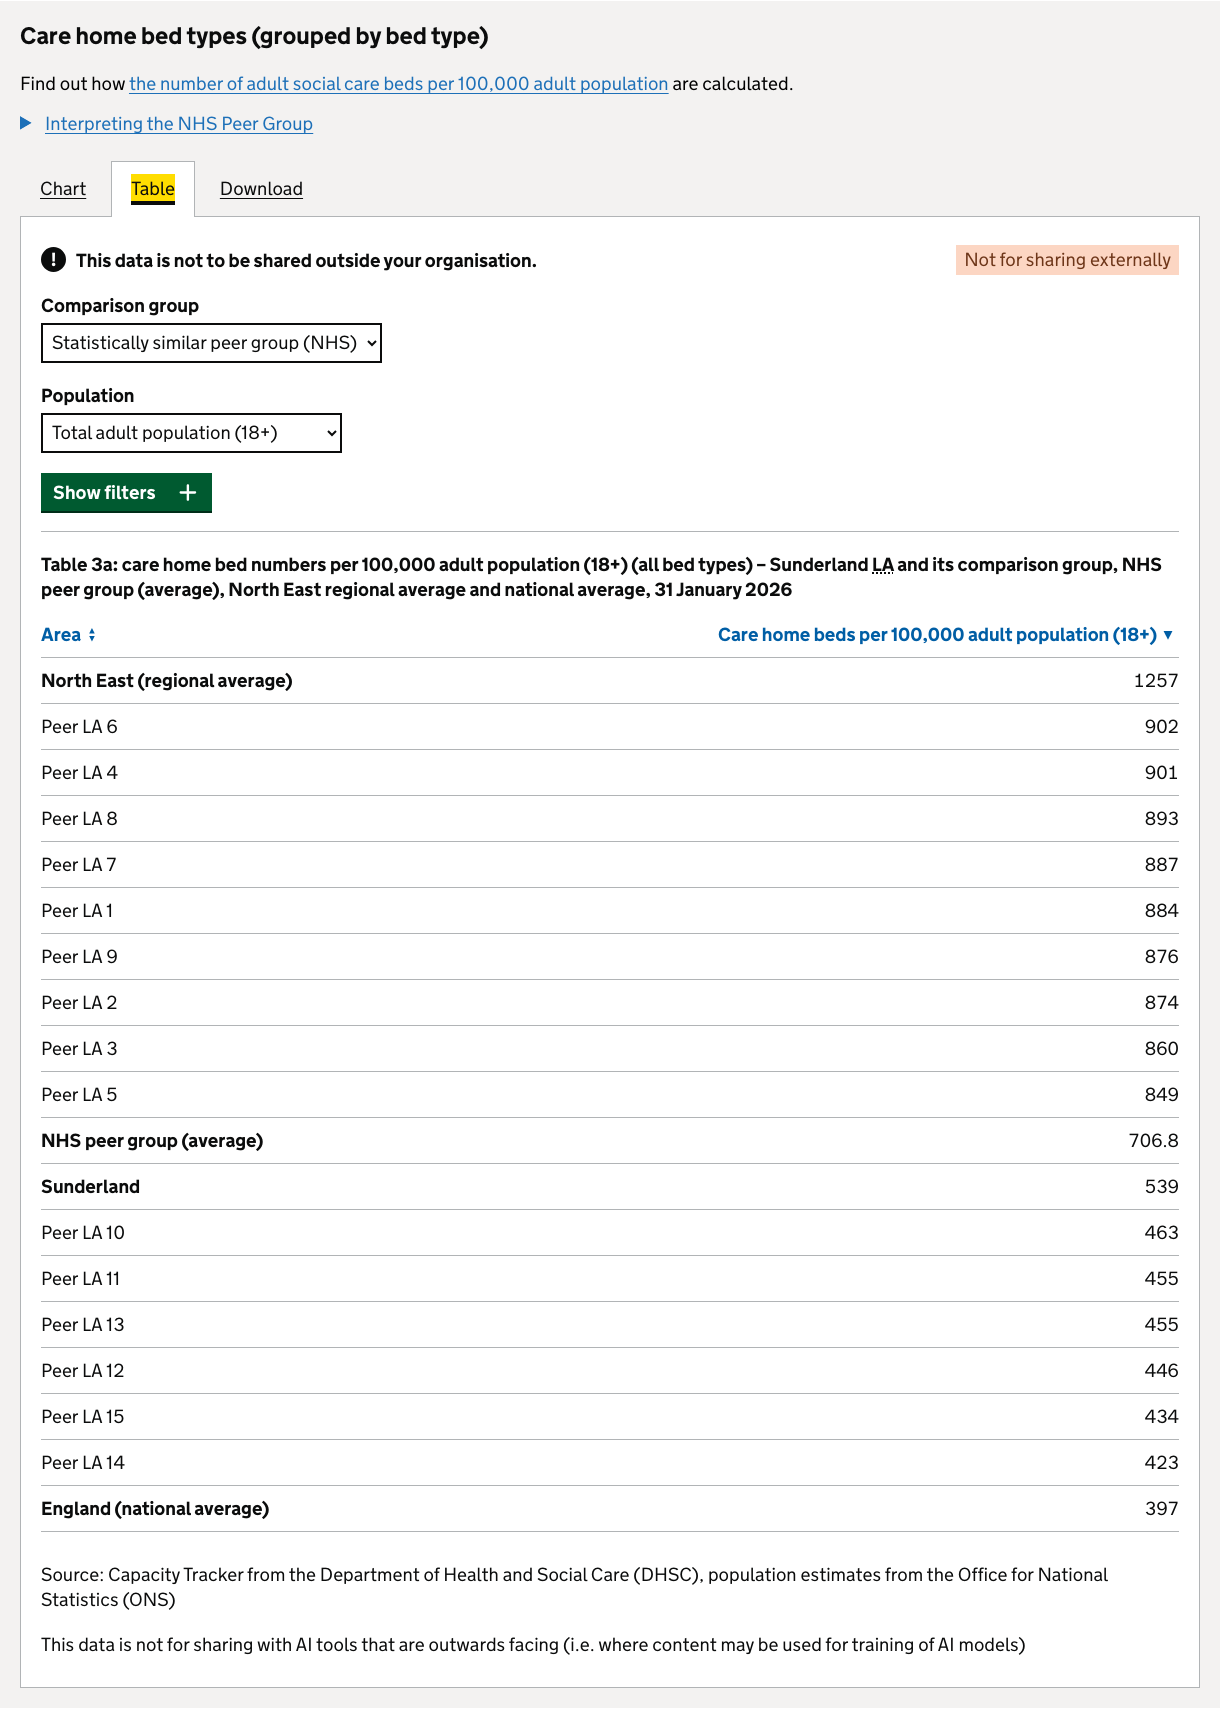 Care home bed types (grouped by bed type)
Find out how the number of adult social care beds per 100,000 adult population are calculated.
Interpreting the NHS Peer Group
Chart
Table
Download
This data is not to be shared outside your organisation.
Not for sharing externally
Comparison group
Statistically similar peer group (NHS)
Population
Total adult population (18+)
Show filters
Table 3a: care home bed numbers per 100,000 adult population (18+) (all bed types) – Sunderland LA and its comparison group, NHS
peer group (average), North East regional average and national average, 31 January 2026
Area Care home beds per 100,000 adult population (18+)
North East (regional average) 1257
Peer LA 6 902
Peer LA 4 901
Peer LA 8 893
Peer LA 7 887
Peer LA 1 884
Peer LA 9 876
Peer LA 2 874
Peer LA 3 860
Peer LA 5 849
NHS peer group (average) 706.8
Sunderland 539
Peer LA 10 463
Peer LA 11 455
Peer LA 13 455
Peer LA 12 446
Peer LA 15 434
Peer LA 14 423
England (national average) 397
Source: Capacity Tracker from the Department of Health and Social Care (DHSC), population estimates from the Office for National
Statistics (ONS)
This data is not for sharing with AI tools that are outwards facing (i.e. where content may be used for training of AI models)